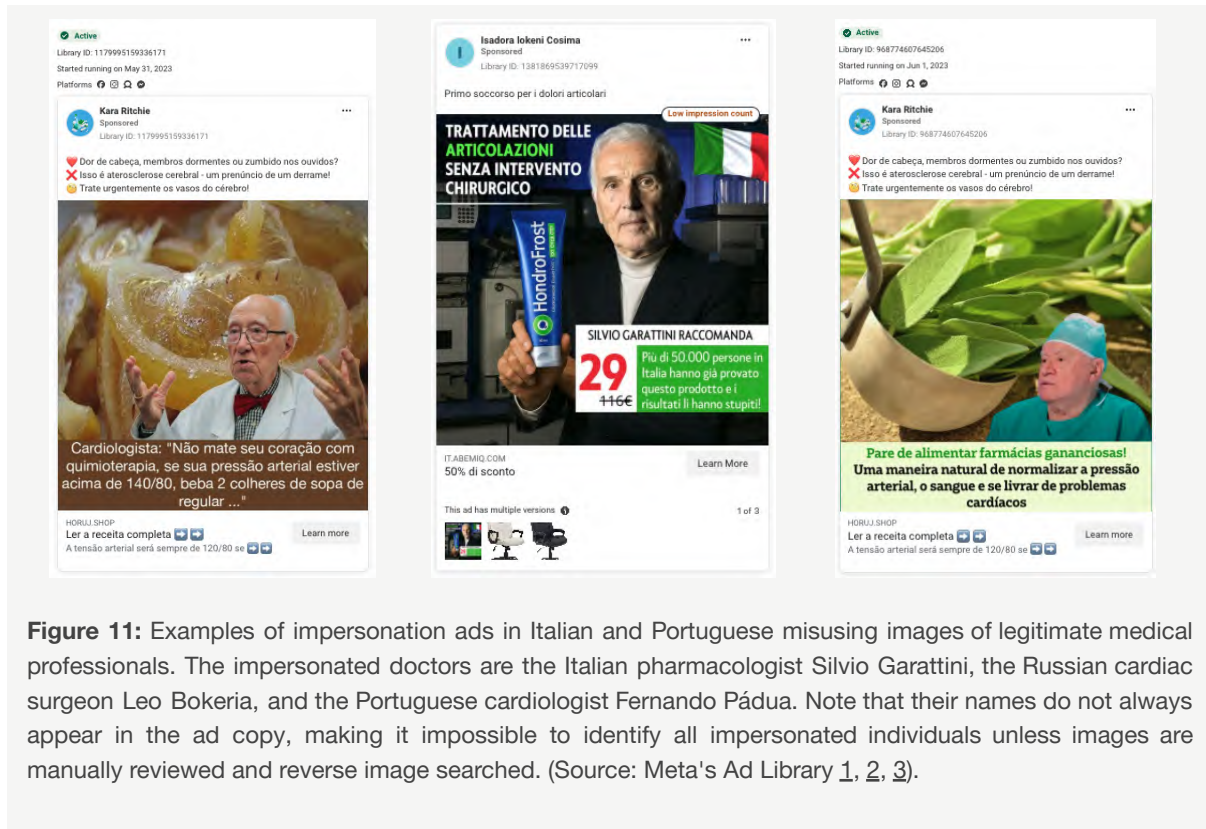 Active
Library ID: 1179995159336171
Started running on May 31, 2023
Platforms
Kara Ritchie
Sponsored
Library ID: 1179995159336171
Dor de cabeça, membros dormentes ou zumbido nos ouvidos?
Isso é aterosclerose cerebral - um prenúncio de um derrame!
Trate urgentemente os vasos do cérebro!
Cardiologista: "Não mate seu coração com
quimioterapia, se sua pressão arterial estiver
acima de 140/80, beba 2 colheres de sopa de
regular ..."
HORUJ.SHOP
Ler a receita completa ➡️ ➡️
A tensão arterial será sempre de 120/80 se ➡️ ➡️
Learn more
I
Isadora Iokeni Cosima
Sponsored
Library ID: 1381869539717099
Primo soccorso per i dolori articolari
Low impression count
TRATTAMENTO DELLE
ARTICOLAZIONI
SENZA INTERVENTO
CHIRURGICO
HondroFrost
SILVIO GARATTINI RACCOMANDA
29
116€
Più di 50.000 persone in
Italia hanno già provato
questo prodotto e i
risultati li hanno stupiti!
IT.ABEMIQ.COM
50% di sconto
Learn More
This ad has multiple versions
1 of 3
Active
Library ID: 968774607645206
Started running on Jun 1, 2023
Platforms
Kara Ritchie
Sponsored
Library ID: 968774607645206
Dor de cabeça, membros dormentes ou zumbido nos ouvidos?
Isso é aterosclerose cerebral - um prenúncio de um derrame!
Trate urgentemente os vasos do cérebro!
Pare de alimentar farmácias gananciosas!
Uma maneira natural de normalizar a pressão
arterial, o sangue e se livrar de problemas
cardíacos
HORUJ.SHOP
Ler a receita completa ➡️ ➡️
A tensão arterial será sempre de 120/80 se ➡️ ➡️
Learn more
Figure 11: Examples of impersonation ads in Italian and Portuguese misusing images of legitimate medical
professionals. The impersonated doctors are the Italian pharmacologist Silvio Garattini, the Russian cardiac
surgeon Leo Bokeria, and the Portuguese cardiologist Fernando Pádua. Note that their names do not always
appear in the ad copy, making it impossible to identify all impersonated individuals unless images are
manually reviewed and reverse image searched. (Source: Meta's Ad Library 1, 2, 3).